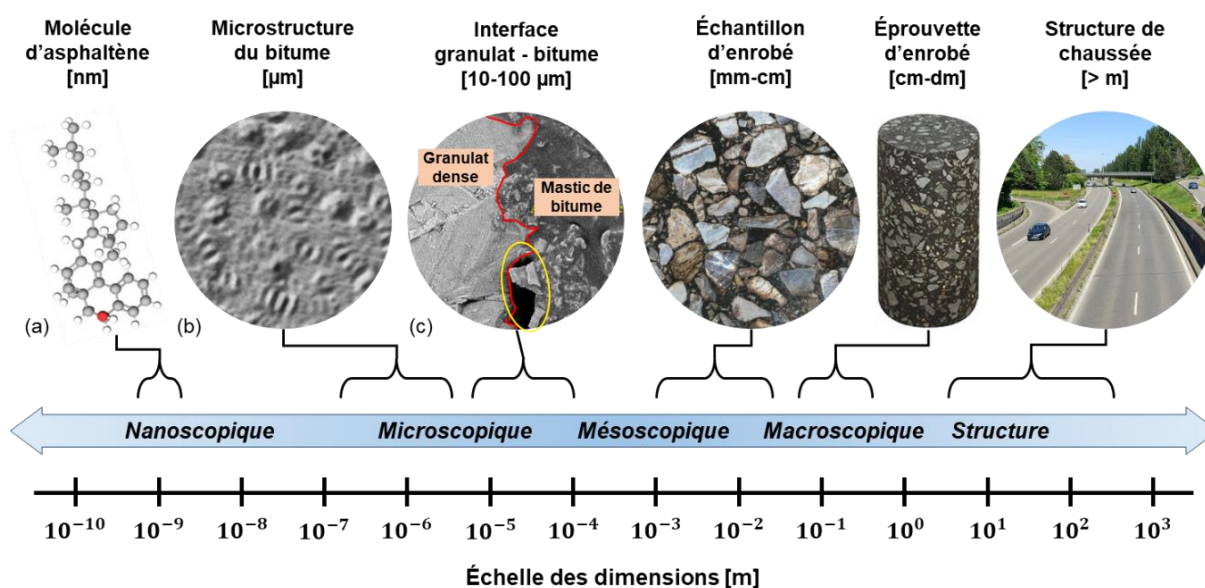 Molécule
d'asphaltène
[nm]
Microstructure
du bitume
[µm]
Interface
granulat - bitume
[10-100 µm]
Échantillon
d'enrobé
[mm-cm]
Éprouvette
d'enrobé
[cm-dm]
Structure de
chaussée
[> m]
Granulat
dense
Mastic de
bitume
(a)
(b)
(c)
Nanoscopique
Microscopique
Mésoscopique
Macroscopique
Structure
10⁻¹⁰
10⁻⁹
10⁻⁸
10⁻⁷
10⁻⁶
10⁻⁵
10⁻⁴
10⁻³
10⁻²
10⁻¹
10⁰
10¹
10²
10³
Échelle des dimensions [m]